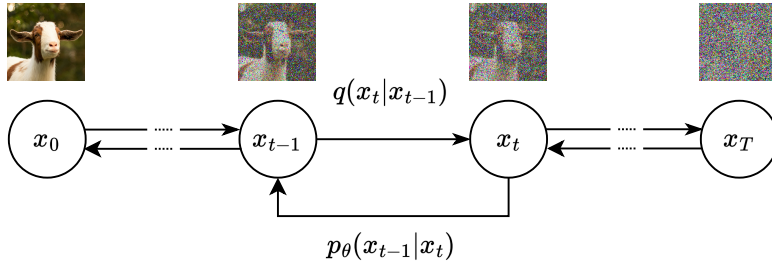 q(x_t|x_{t-1})
x_0 x_{t-1} x_t x_T
p_θ(x_{t-1}|x_t)